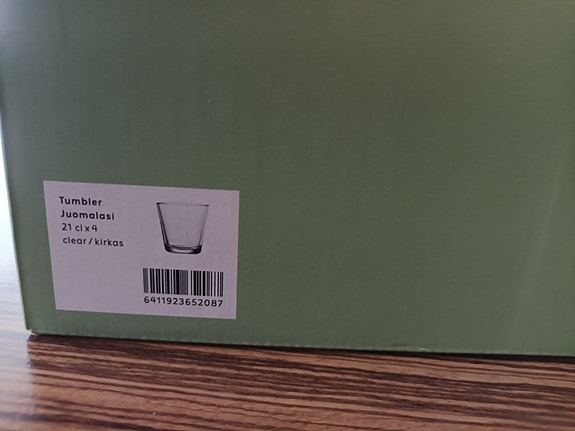 Tumbler
Juomalasi
21 cl x 4
clear / kirkas
6411923652087